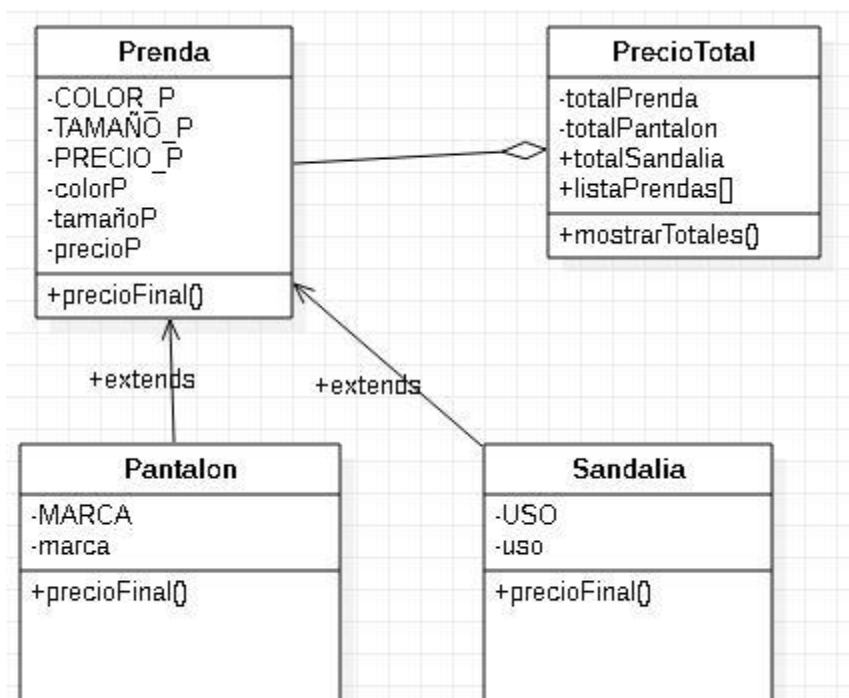 Prenda
-COLOR_P
-TAMAÑO_P
-PRECIO_P
-colorP
-tamañoP
-precioP
+precioFinal()
PrecioTotal
-totalPrenda
-totalPantalon
+totalSandalia
+listaPrendas[]
+mostrarTotales()
+extends
+extends
Pantalon
-MARCA
-marca
+precioFinal()
Sandalia
-USO
-uso
+precioFinal()